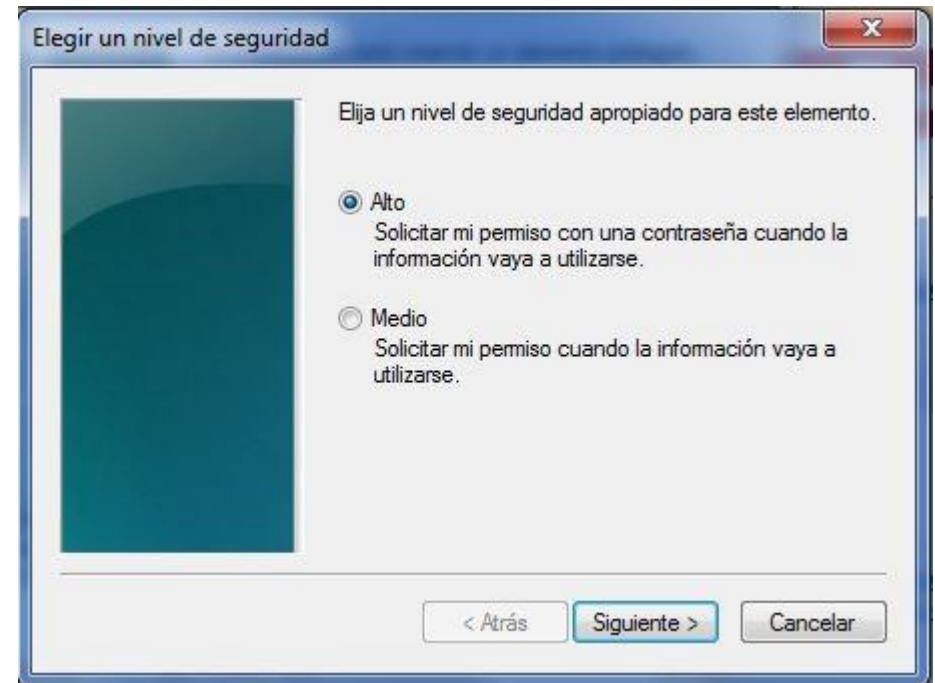 Elegir un nivel de seguridad
Elija un nivel de seguridad apropiado para este elemento.
Alto
Solicitar mi permiso con una contraseña cuando la
información vaya a utilizarse.
Medio
Solicitar mi permiso cuando la información vaya a
utilizarse.
< Atrás Siguiente > Cancelar